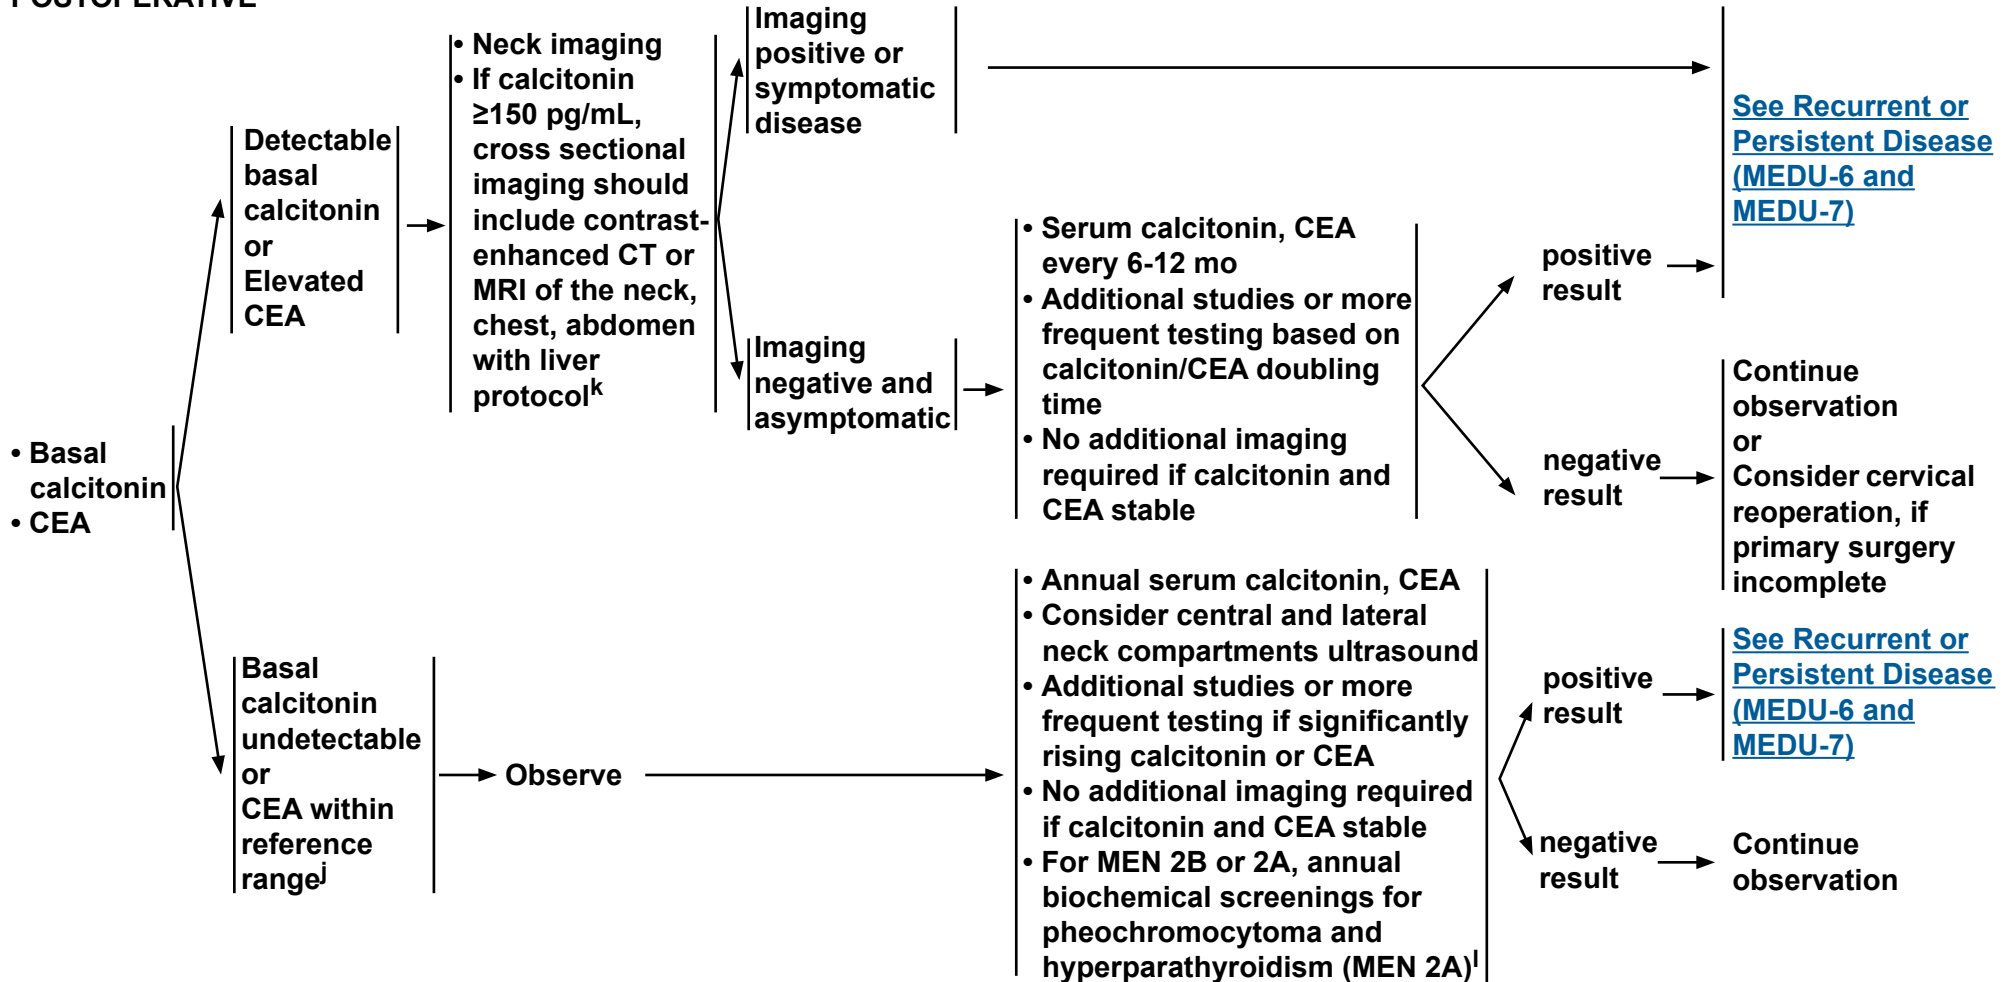 POSTOPERATIVE
• Basal
calcitonin
• CEA
Detectable
basal
calcitonin
or
Elevated
CEA
• Neck imaging
• If calcitonin
≥150 pg/mL,
cross sectional
imaging should
include contrast-
enhanced CT or
MRI of the neck,
chest, abdomen
with liver
protocolk
Imaging
positive or
symptomatic
disease
See Recurrent or
Persistent Disease
(MEDU-6 and
MEDU-7)
Imaging
negative and
asymptomatic
• Serum calcitonin, CEA
every 6-12 mo
• Additional studies or more
frequent testing based on
calcitonin/CEA doubling
time
• No additional imaging
required if calcitonin and
CEA stable
positive
result
negative
result
Continue
observation
or
Consider cervical
reoperation, if
primary surgery
incomplete
Basal
calcitonin
undetectable
or
CEA within
reference
rangej
Observe
• Annual serum calcitonin, CEA
• Consider central and lateral
neck compartments ultrasound
• Additional studies or more
frequent testing if significantly
rising calcitonin or CEA
• No additional imaging required
if calcitonin and CEA stable
• For MEN 2B or 2A, annual
biochemical screenings for
pheochromocytoma and
hyperparathyroidism (MEN 2A)l
positive
result
See Recurrent or
Persistent Disease
(MEDU-6 and
MEDU-7)
negative
result
Continue
observation